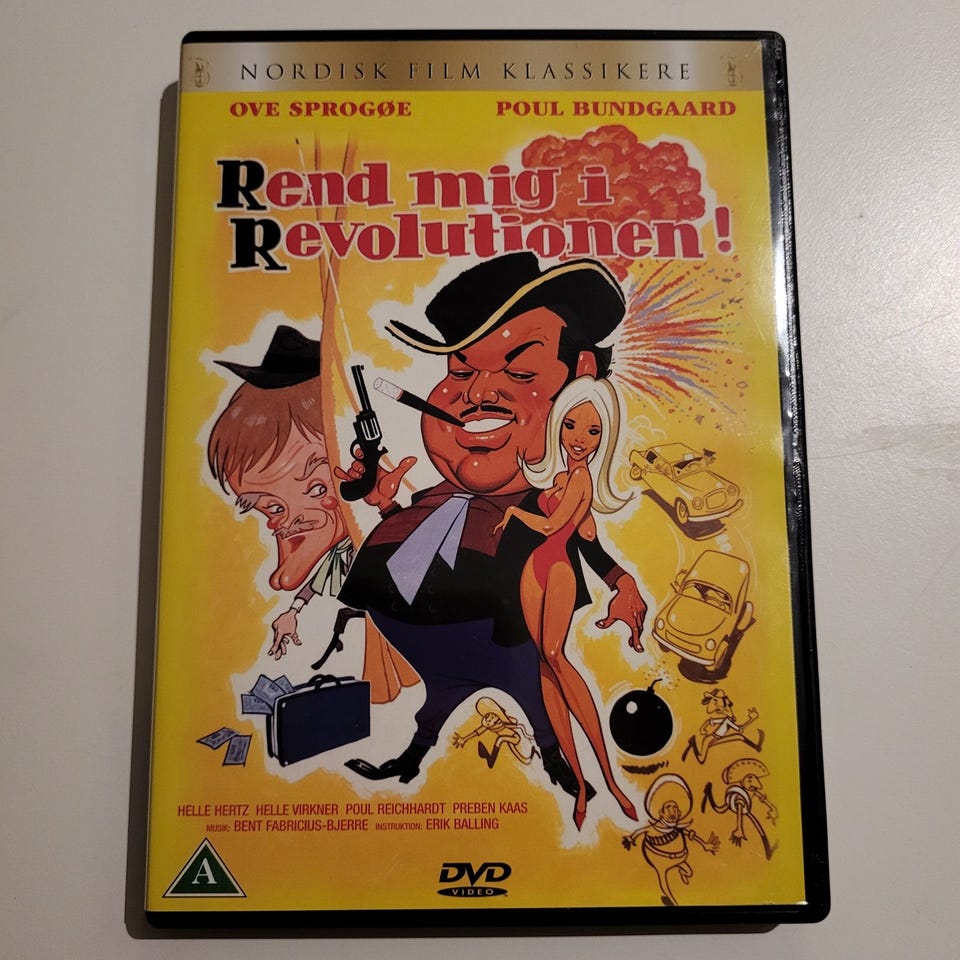 NORDISK FILM KLASSIKERE
OVE SPROGØE POUL BUNDGAARD
Rend mig i
Revolutionen!
HELLE HERTZ HELLE VIRKNER POUL REICHHARDT PREBEN KAAS
MUSIK: BENT FABRICIUS-BJERRE INSTRUKTION: ERIK BALLING
A
DVD
VIDEO